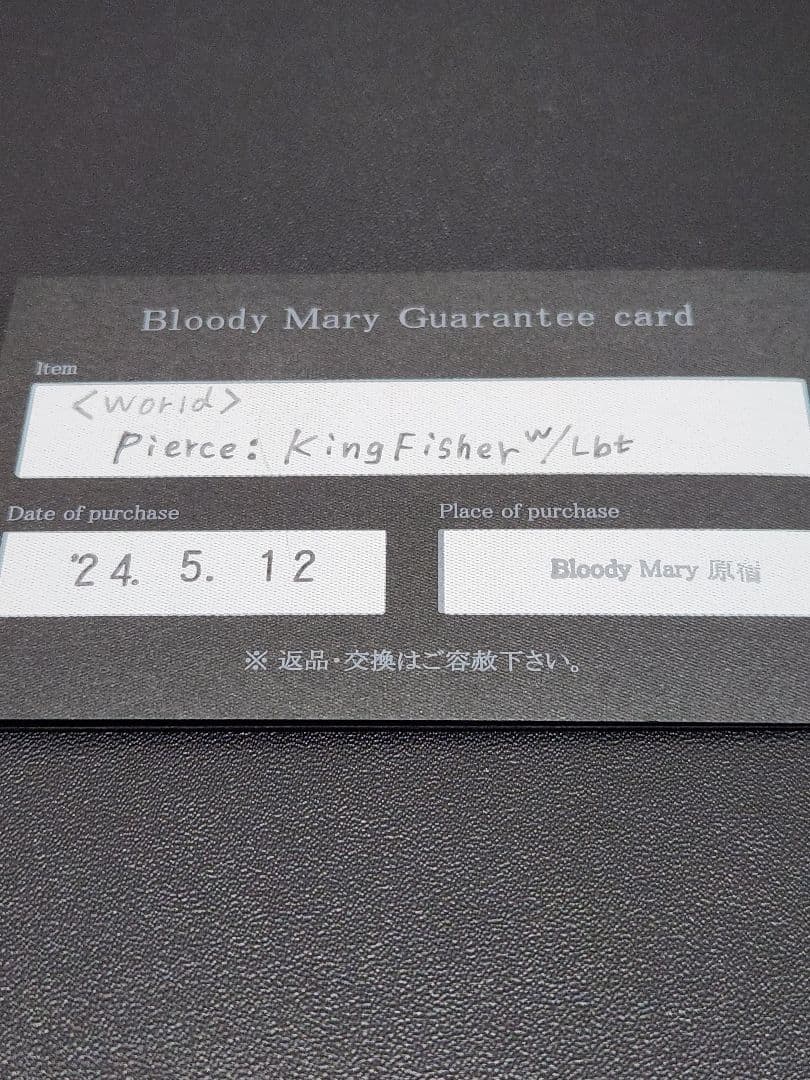 Bloody Mary Guarantee card
Item
<World>
Pierce: KingFisher w/Lbt
Date of purchase
Place of purchase
'24. 5. 12
Bloody Mary 原宿
※ 返品・交換はご容赦下さい。